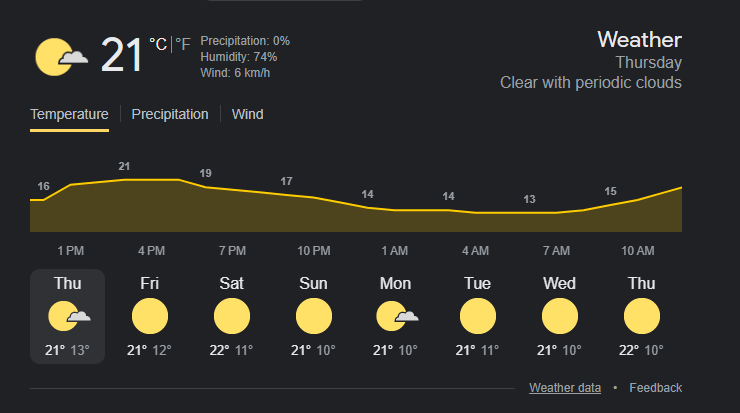 21 °C | °F
Precipitation: 0%
Humidity: 74%
Wind: 6 km/h
Weather
Thursday
Clear with periodic clouds
Temperature | Precipitation | Wind
16 21 19 17 14 14 13 15
1 PM 4 PM 7 PM 10 PM 1 AM 4 AM 7 AM 10 AM
Thu Fri Sat Sun Mon Tue Wed Thu
21° 13° 21° 12° 22° 11° 21° 10° 21° 10° 21° 11° 21° 10° 22° 10°
Weather data • Feedback